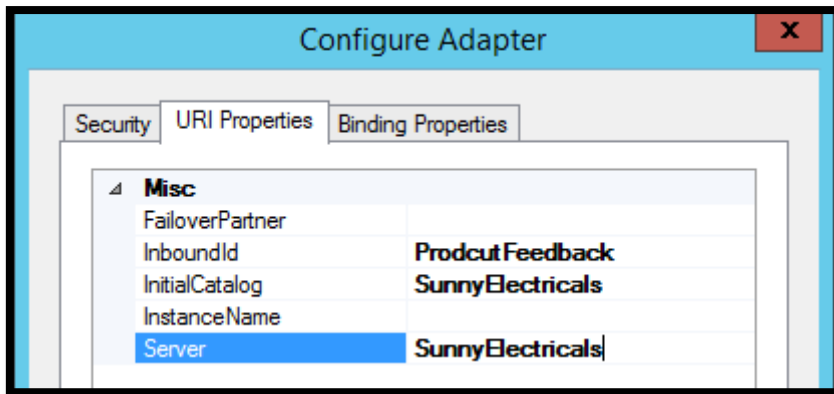 Configure Adapter
x
Security URI Properties Binding Properties
Misc
FailoverPartner
InboundId ProdcutFeedback
InitialCatalog SunnyElectricals
InstanceName
Server SunnyElectricals